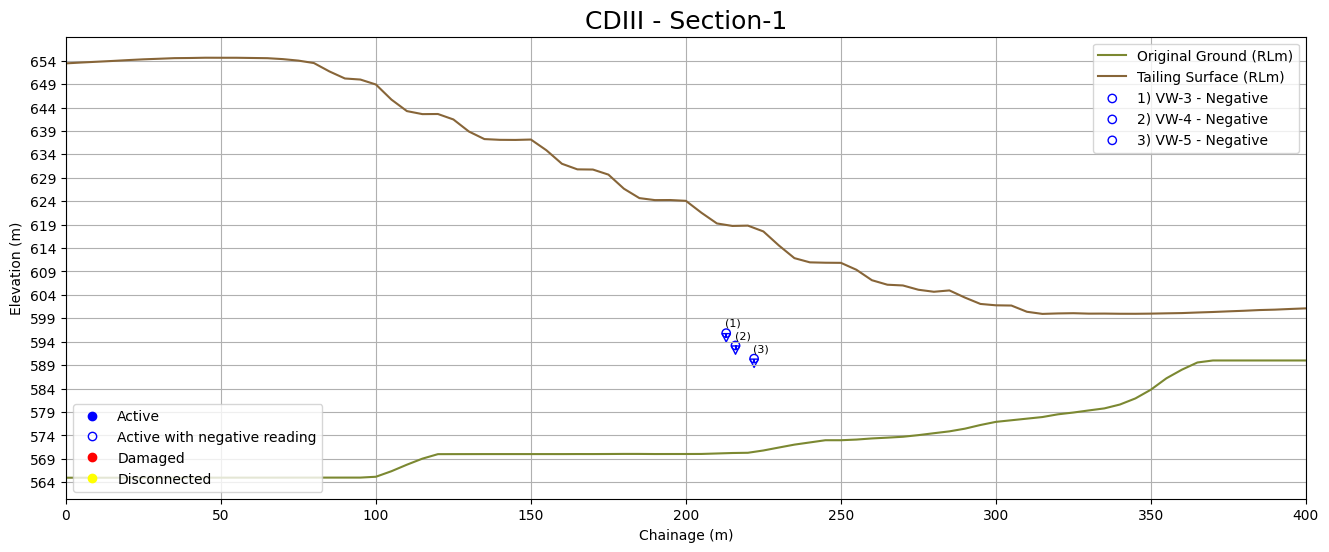 CDIII - Section-1
Elevation (m)
654
649
644
639
634
629
624
619
614
609
604
599
594
589
584
579
574
569
564
Original Ground (RLm)
Tailing Surface (RLm)
1) VW-3 - Negative
2) VW-4 - Negative
3) VW-5 - Negative
(1)
(2)
(3)
Active
Active with negative reading
Damaged
Disconnected
0 50 100 150 200 250 300 350 400
Chainage (m)